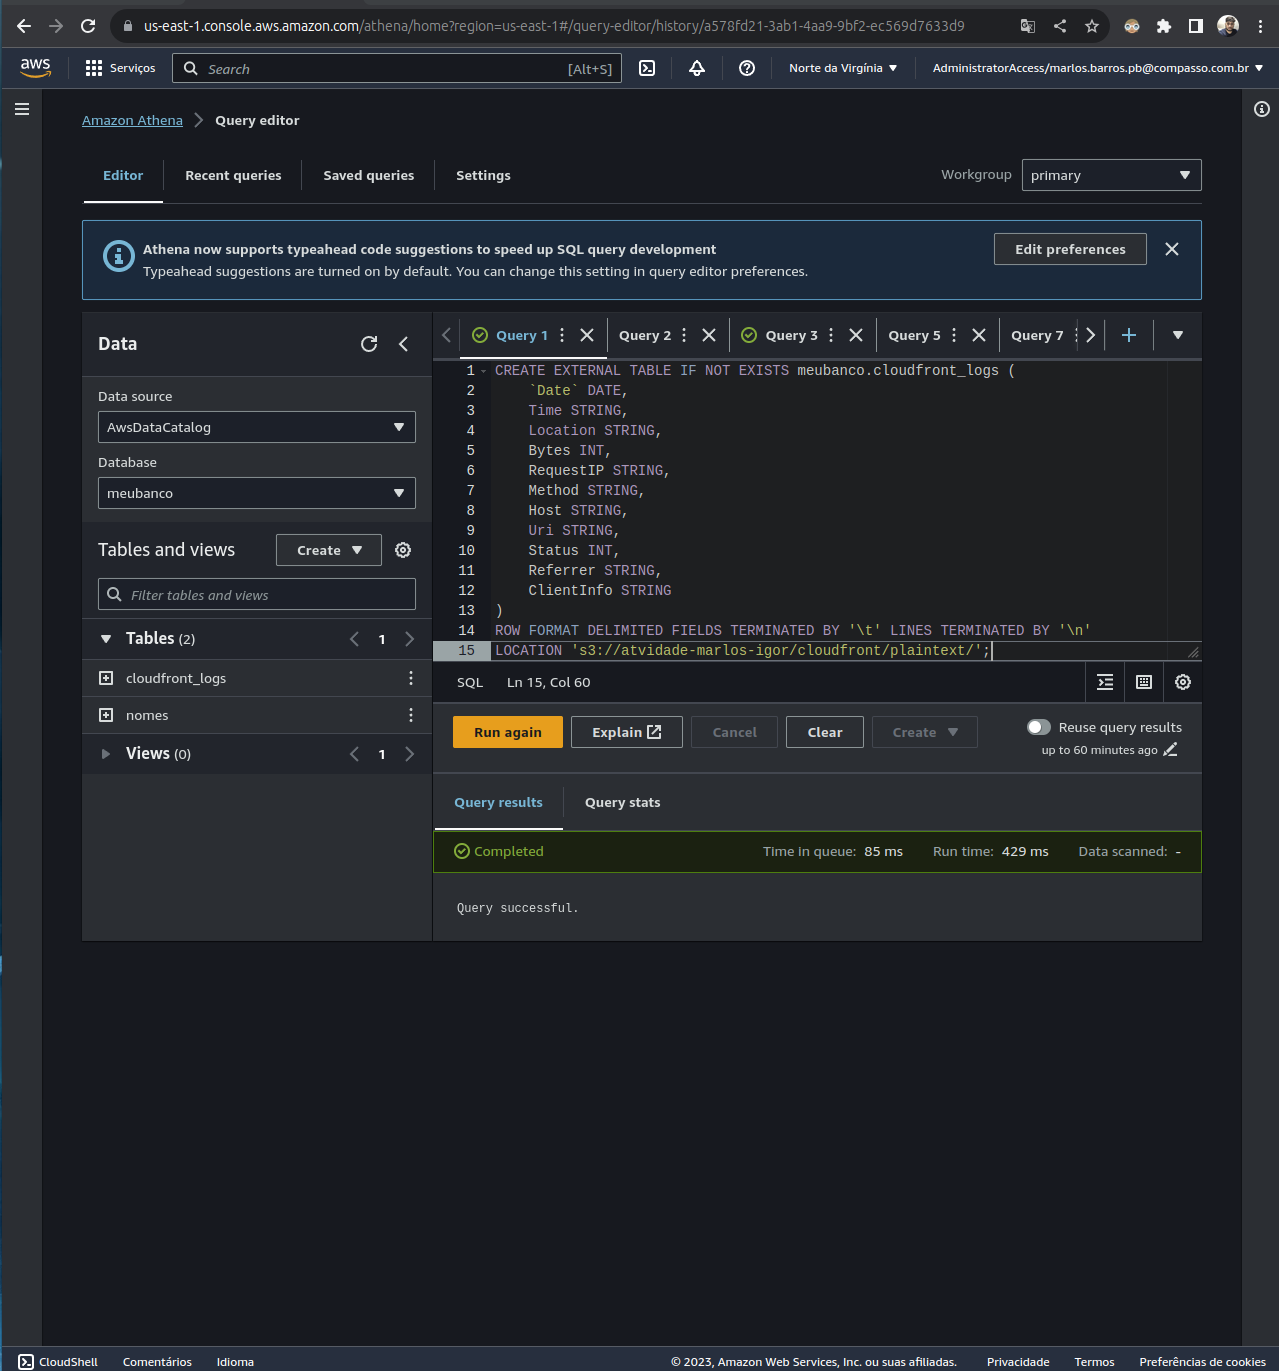 us-east-1.console.aws.amazon.com/athena/home?region=us-east-1#/query-editor/history/a578fd21-3ab1-4aa9-9bf2-ec569d7633d9
aws
Serviços
Search
[Alt+S]
Norte da Virgínia
AdministratorAccess/marlos.barros.pb@compasso.com.br
Amazon Athena
Query editor
Editor
Recent queries
Saved queries
Settings
Workgroup
primary
Athena now supports typeahead code suggestions to speed up SQL query development
Typeahead suggestions are turned on by default. You can change this setting in query editor preferences.
Edit preferences
Data
Data source
AwsDataCatalog
Database
meubanco
Tables and views
Create
Filter tables and views
Tables (2)
1
cloudfront_logs
nomes
Views (0)
1
Query 1
Query 2
Query 3
Query 5
Query 7
1 CREATE EXTERNAL TABLE IF NOT EXISTS meubanco.cloudfront_logs (
2 `Date` DATE,
3 Time STRING,
4 Location STRING,
5 Bytes INT,
6 RequestIP STRING,
7 Method STRING,
8 Host STRING,
9 Uri STRING,
10 Status INT,
11 Referrer STRING,
12 ClientInfo STRING
13 )
14 ROW FORMAT DELIMITED FIELDS TERMINATED BY '\t' LINES TERMINATED BY '\n'
15 LOCATION 's3://atvidade-marlos-igor/cloudfront/plaintext/';
SQL
Ln 15, Col 60
Run again
Explain
Cancel
Clear
Create
Reuse query results
up to 60 minutes ago
Query results
Query stats
Completed
Time in queue: 85 ms
Run time: 429 ms
Data scanned: -
Query successful.
CloudShell
Comentários
Idioma
© 2023, Amazon Web Services, Inc. ou suas afiliadas.
Privacidade
Termos
Preferências de cookies